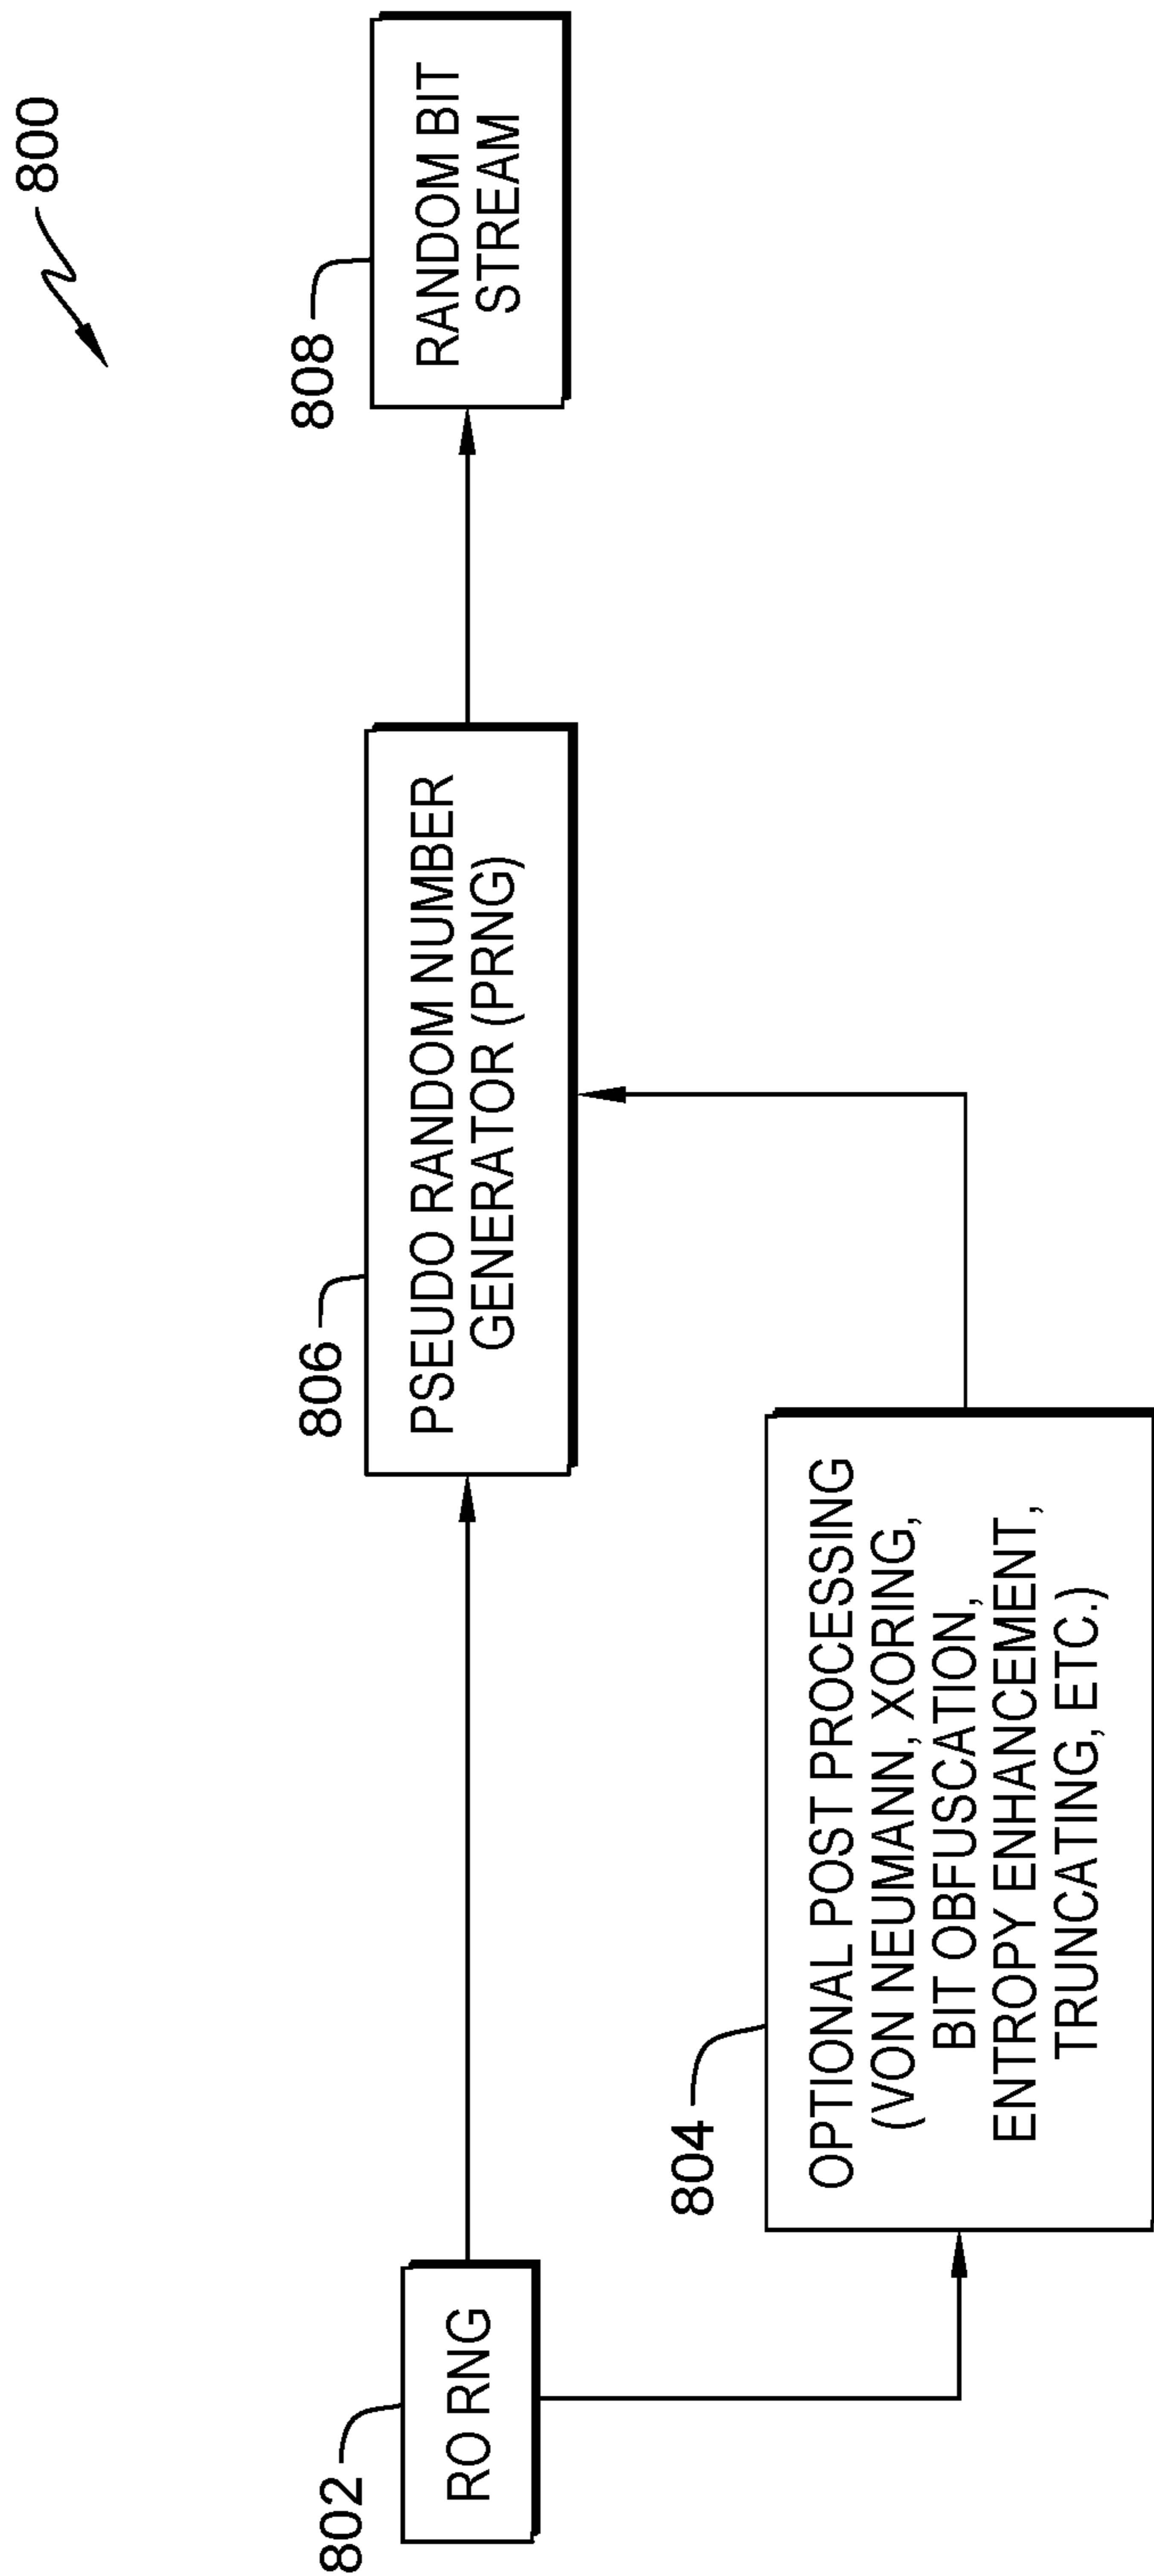 800
802
RO RNG
806
PSEUDO RANDOM NUMBER
GENERATOR (PRNG)
808
RANDOM BIT
STREAM
804
OPTIONAL POST PROCESSING
(VON NEUMANN, XORING,
BIT OBFUSCATION,
ENTROPY ENHANCEMENT,
TRUNCATING, ETC.)